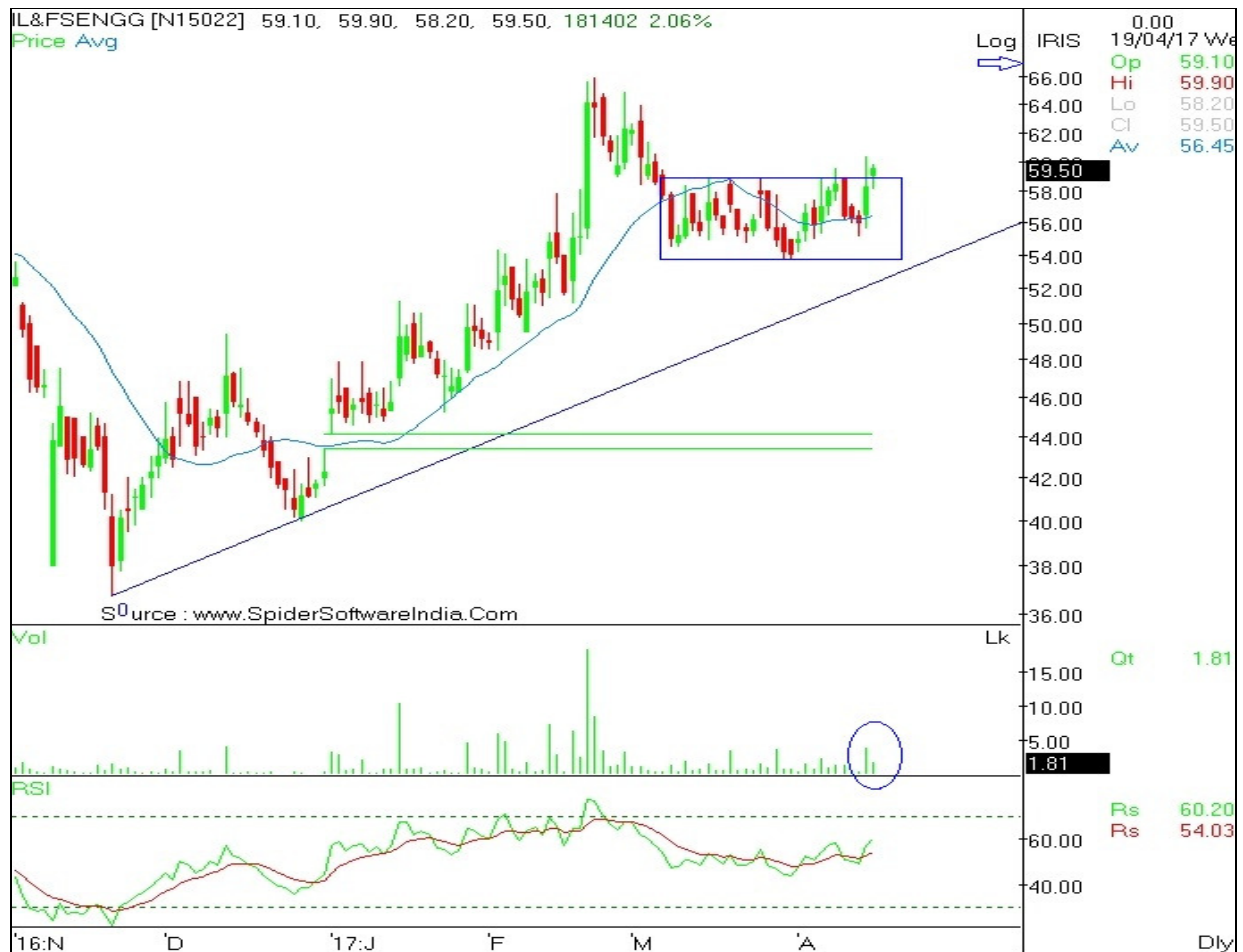 IL&FSENGG [N15022] 59.10, 59.90, 58.20, 59.50, 181402 2.06%
Price Avg
Log IRIS
0.00
19/04/17 We
Op 59.10
Hi 59.90
Lo 58.20
Cl 59.50
Av 56.45
66.00
64.00
62.00
59.50
58.00
56.00
54.00
52.00
50.00
48.00
46.00
44.00
42.00
40.00
38.00
36.00
Source : www.SpiderSoftwareIndia.Com
Vol
Lk
Qt 1.81
15.00
10.00
5.00
1.81
RSI
Rs 60.20
Rs 54.03
60.00
40.00
'16:N 'D '17:J 'F 'M 'A Dly